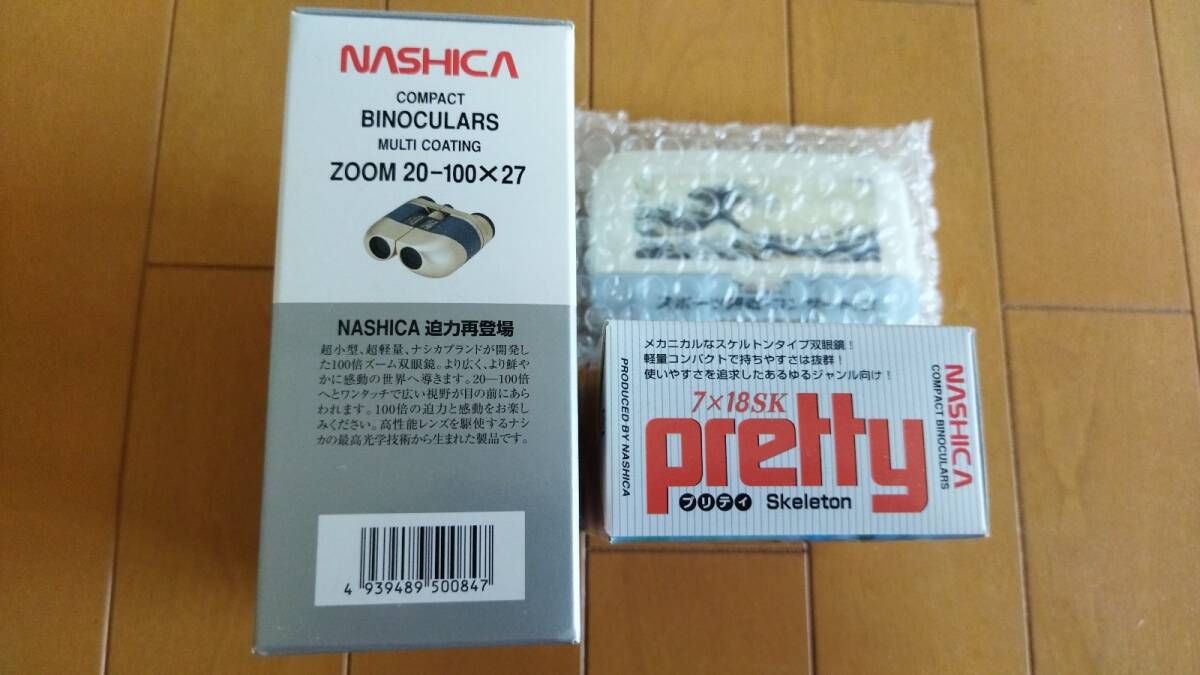 NASHICA
COMPACT
BINOCULARS
MULTI COATING
ZOOM 20-100×27
NASHICA 迫力再登場
超小型、超軽量、ナシカブランドが開発し
た100倍ズーム双眼鏡。より広く、より鮮や
かに感動の世界へ導きます。20—100倍
へとワンタッチで広い視野が目の前にあら
われます。100倍の迫力と感動をお楽し
みください。高性能レンズを駆使するナシ
カの最高光学技術から生まれた製品です。
4 939489 500847
スポーツ
コンサート
メカニカルなスケルトンタイプ双眼鏡！
軽量コンパクトで持ちやすさは抜群！
使いやすさを追求したあるゆるジャンル向け！
7×18SK
pretty
プリティ Skeleton
PRODUCED BY NASHICA
NASHICA
COMPACT BINOCULARS